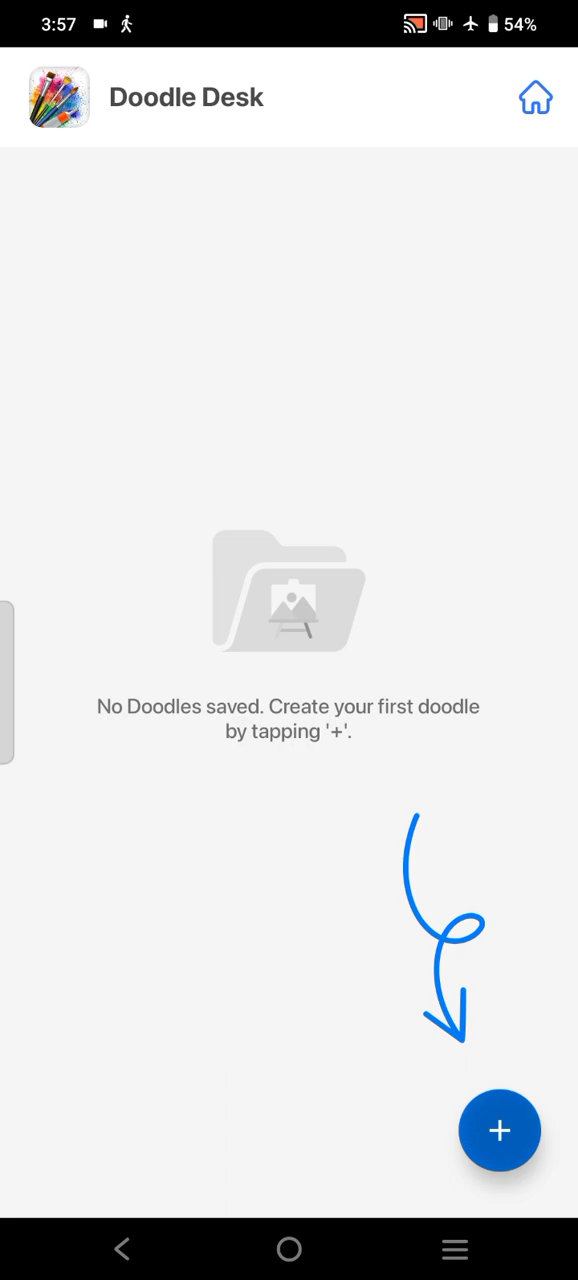 3:57
54%
Doodle Desk
No Doodles saved. Create your first doodle
by tapping '+'.
+